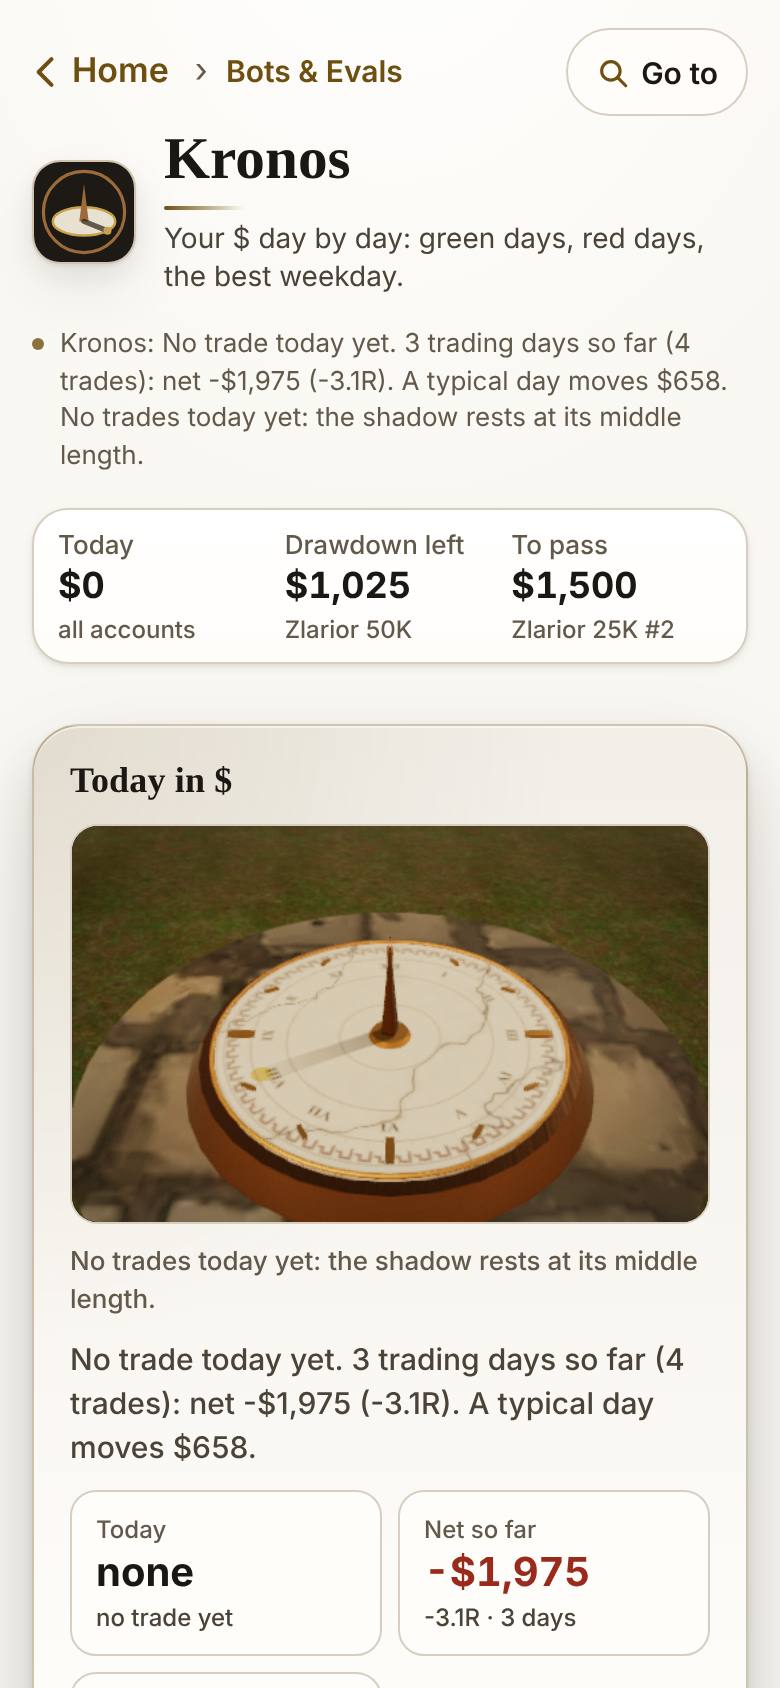 Home › Bots & Evals
Go to
Kronos
Your $ day by day: green days, red days,
the best weekday.
Kronos: No trade today yet. 3 trading days so far (4
trades): net -$1,975 (-3.1R). A typical day moves $658.
No trades today yet: the shadow rests at its middle
length.
Today
$0
all accounts
Drawdown left
$1,025
Zlarior 50K
To pass
$1,500
Zlarior 25K #2
Today in $
No trades today yet: the shadow rests at its middle
length.
No trade today yet. 3 trading days so far (4
trades): net -$1,975 (-3.1R). A typical day
moves $658.
Today
none
no trade yet
Net so far
-$1,975
-3.1R · 3 days